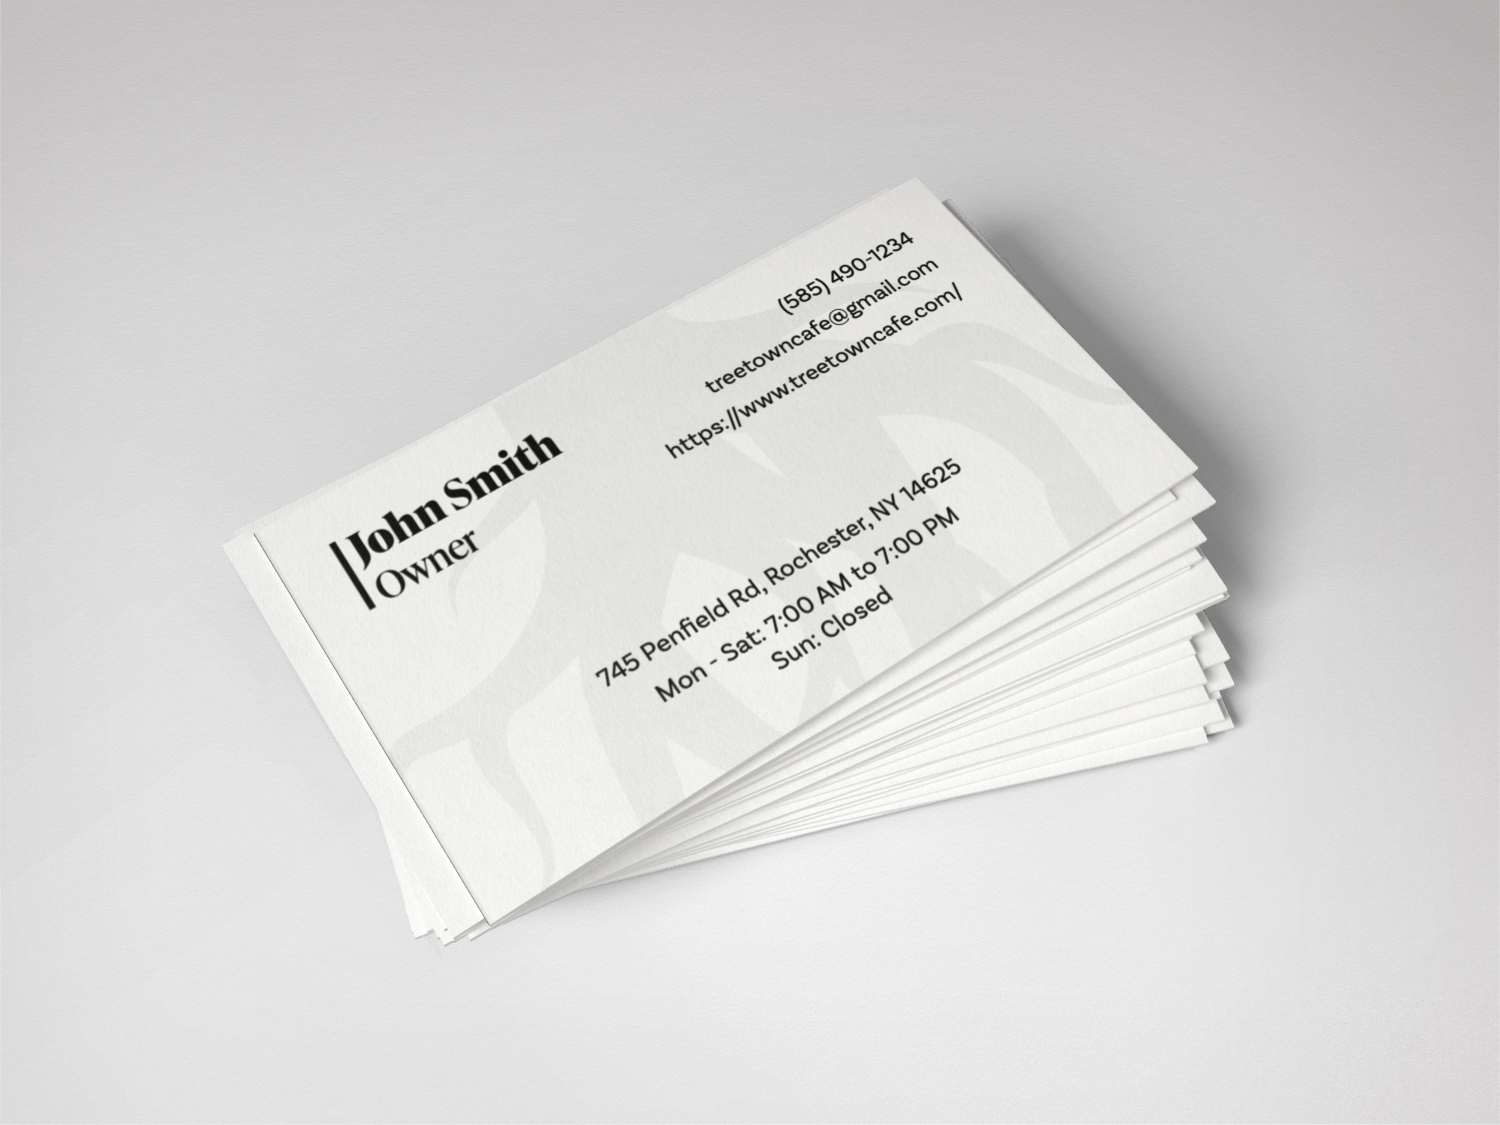 (585) 490-1234
treetowncafe@gmail.com
https://www.treetowncafe.com/
John Smith
Owner
745 Penfield Rd, Rochester, NY 14625
Mon - Sat: 7:00 AM to 7:00 PM
Sun: Closed